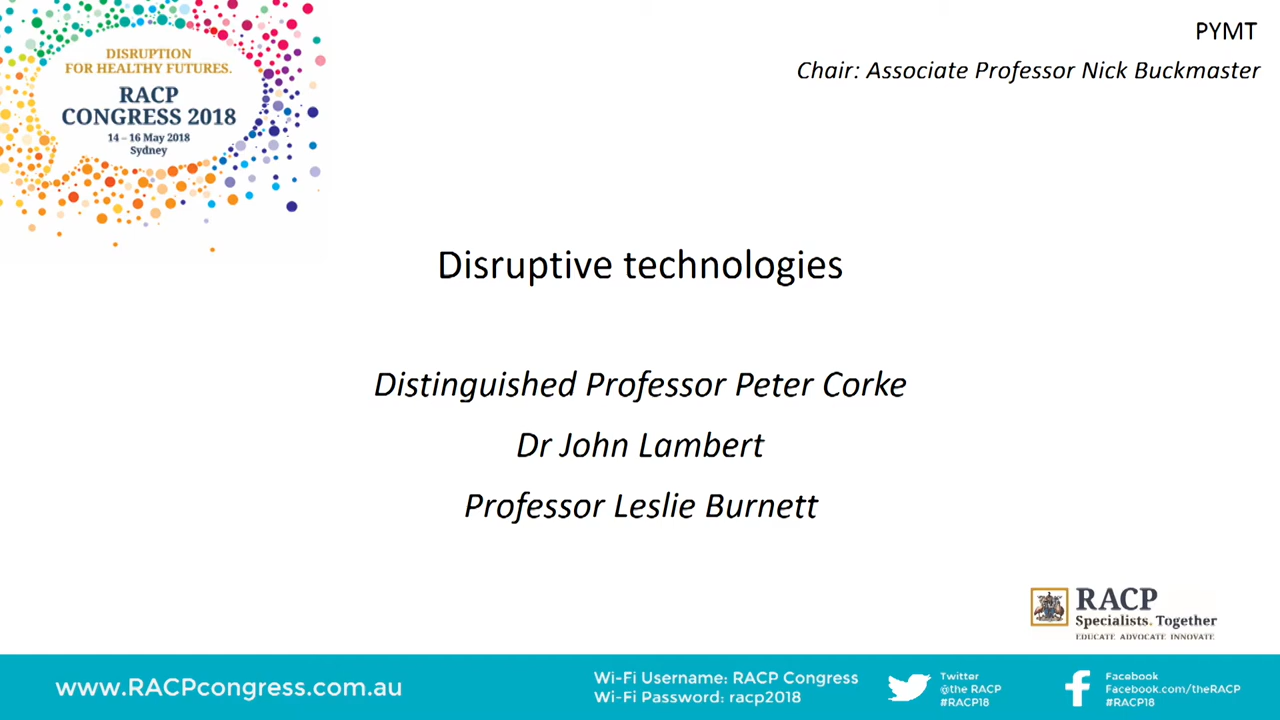 DISRUPTION
FOR HEALTHY FUTURES.
RACP
CONGRESS 2018
14 – 16 May 2018
Sydney
PYMT
Chair: Associate Professor Nick Buckmaster
Disruptive technologies
Distinguished Professor Peter Corke
Dr John Lambert
Professor Leslie Burnett
RACP
Specialists. Together
EDUCATE ADVOCATE INNOVATE
www.RACPcongress.com.au
Wi-Fi Username: RACP Congress
Wi-Fi Password: racp2018
Twitter
@the RACP
#RACP18
Facebook
Facebook.com/theRACP
#RACP18